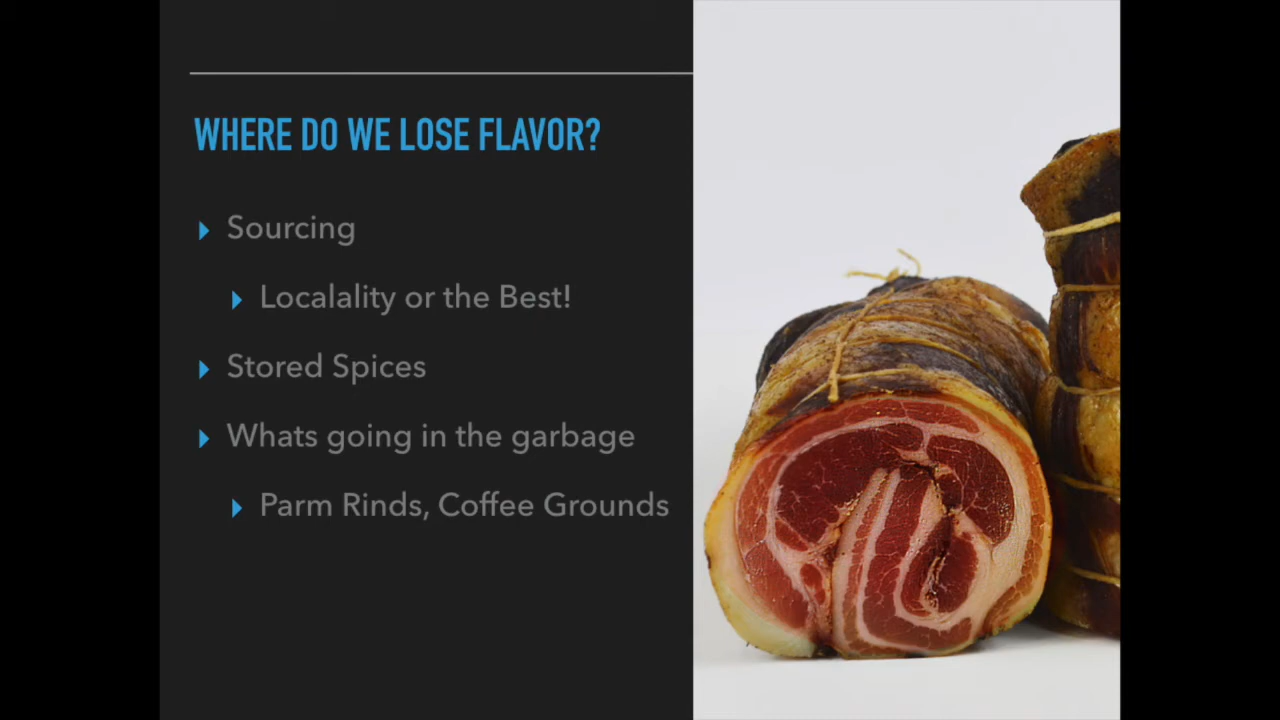 WHERE DO WE LOSE FLAVOR?
Sourcing
Localality or the Best!
Stored Spices
Whats going in the garbage
Parm Rinds, Coffee Grounds